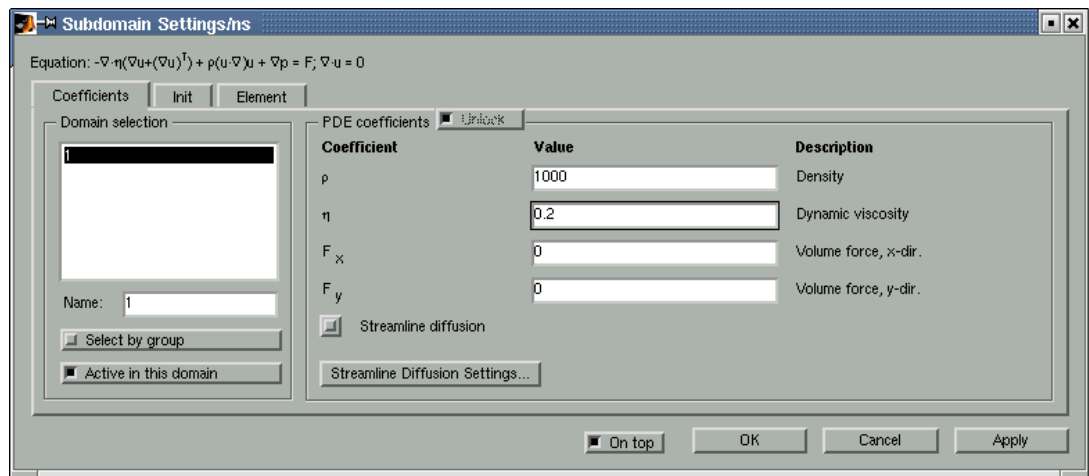 Subdomain Settings/ns
Equation: -∇·η(∇u+(∇u)ᵀ) + ρ(u·∇)u + ∇p = F; ∇·u = 0
Coefficients Init Element
Domain selection
1
Name: 1
Select by group
Active in this domain
PDE coefficients Unlock
Coefficient Value Description
ρ 1000 Density
η 0.2 Dynamic viscosity
F x 0 Volume force, x-dir.
F y 0 Volume force, y-dir.
Streamline diffusion
Streamline Diffusion Settings...
On top OK Cancel Apply